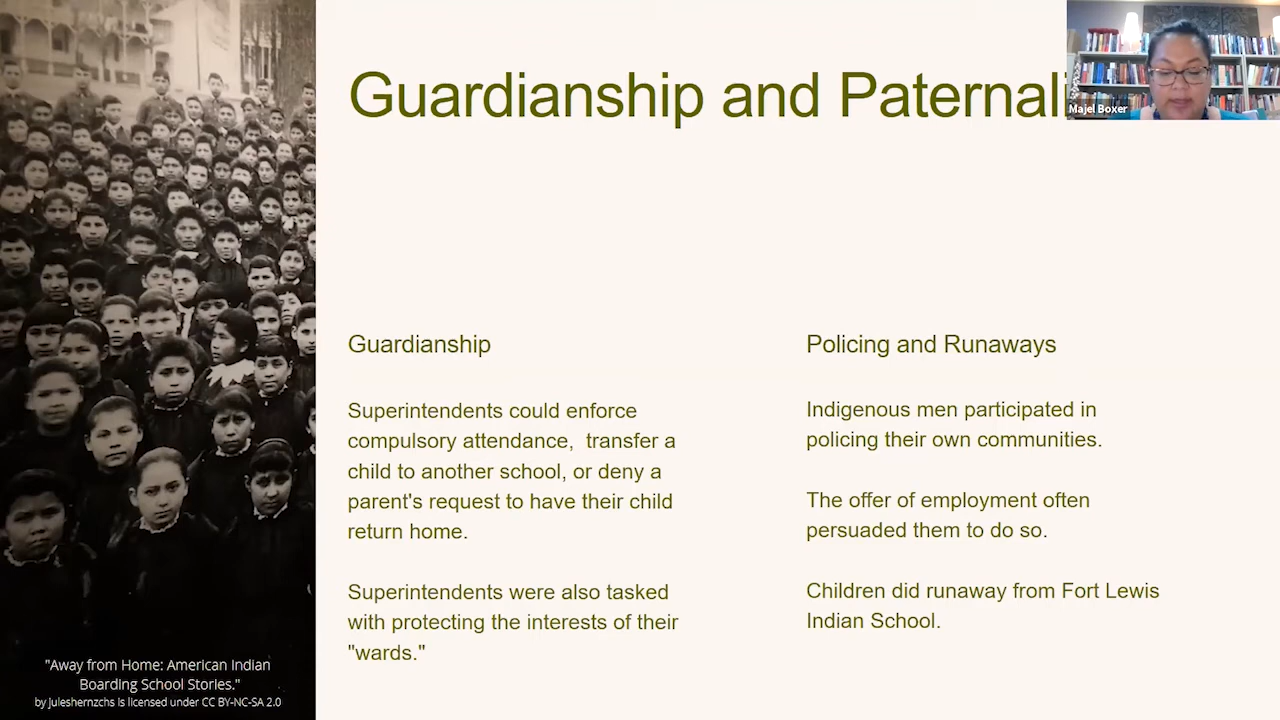 Guardianship and Paternali
Majel Boxer
Guardianship
Superintendents could enforce
compulsory attendance,  transfer a
child to another school, or deny a
parent's request to have their child
return home.
Superintendents were also tasked
with protecting the interests of their
"wards."
Policing and Runaways
Indigenous men participated in
policing their own communities.
The offer of employment often
persuaded them to do so.
Children did runaway from Fort Lewis
Indian School.
"Away from Home: American Indian
Boarding School Stories."
by juleshernzchs is licensed under CC BY-NC-SA 2.0